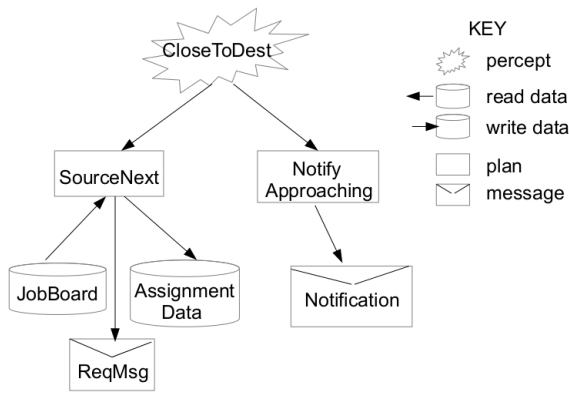 CloseToDest
KEY
percept
read data
write data
plan
message
SourceNext
Notify
Approaching
JobBoard
Assignment
Data
Notification
ReqMsg